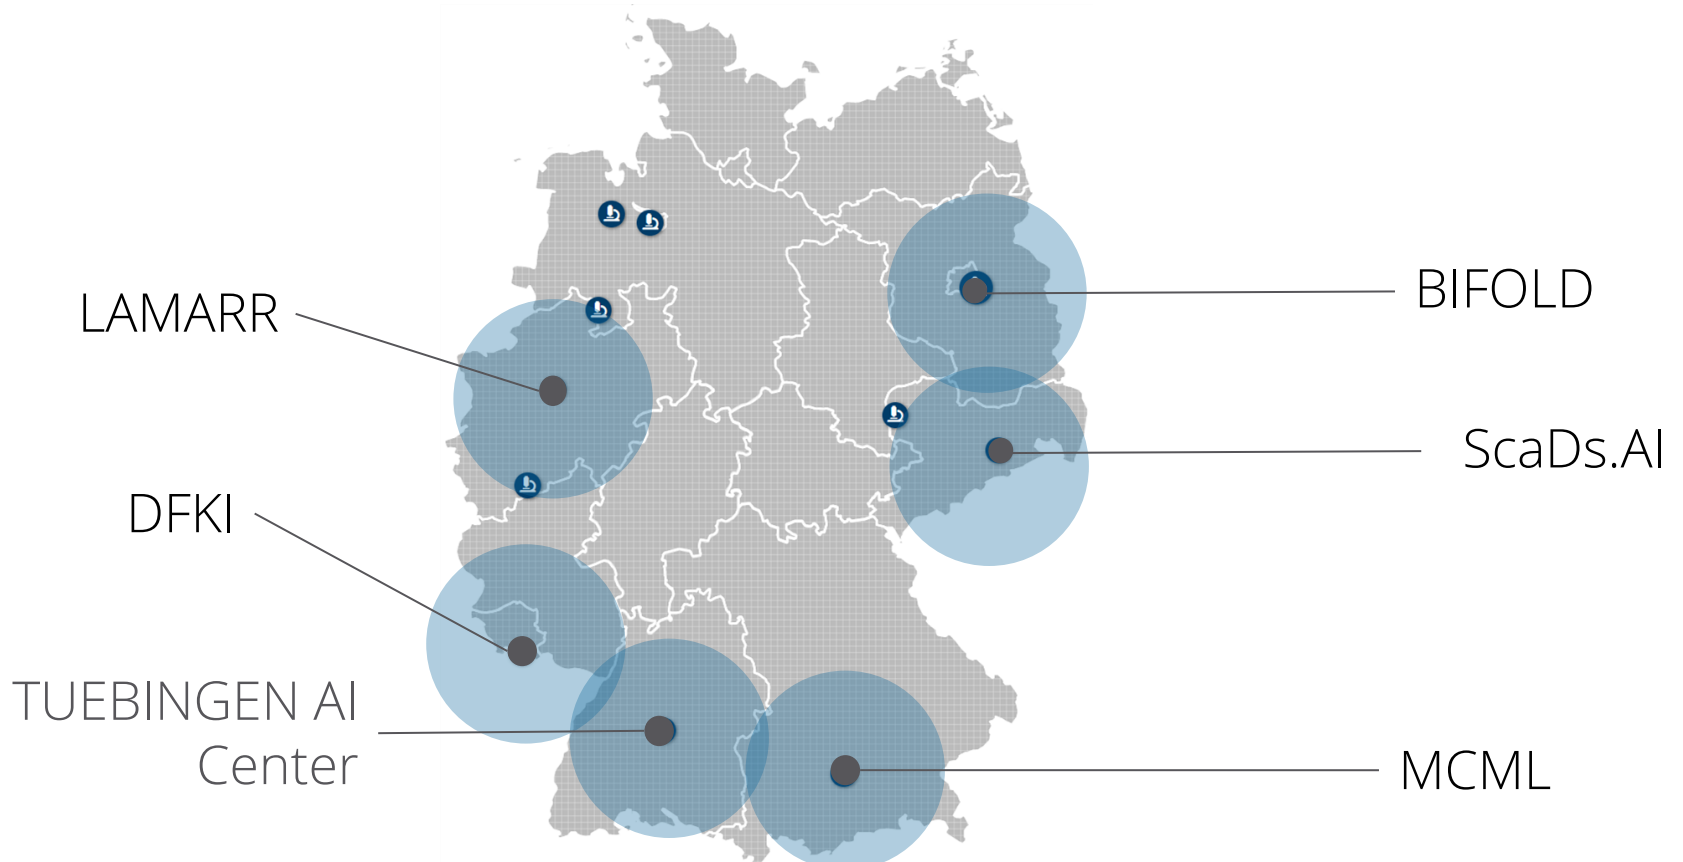 LAMARR
DFKI
TUEBINGEN AI
Center
BIFOLD
ScaDs.AI
MCML